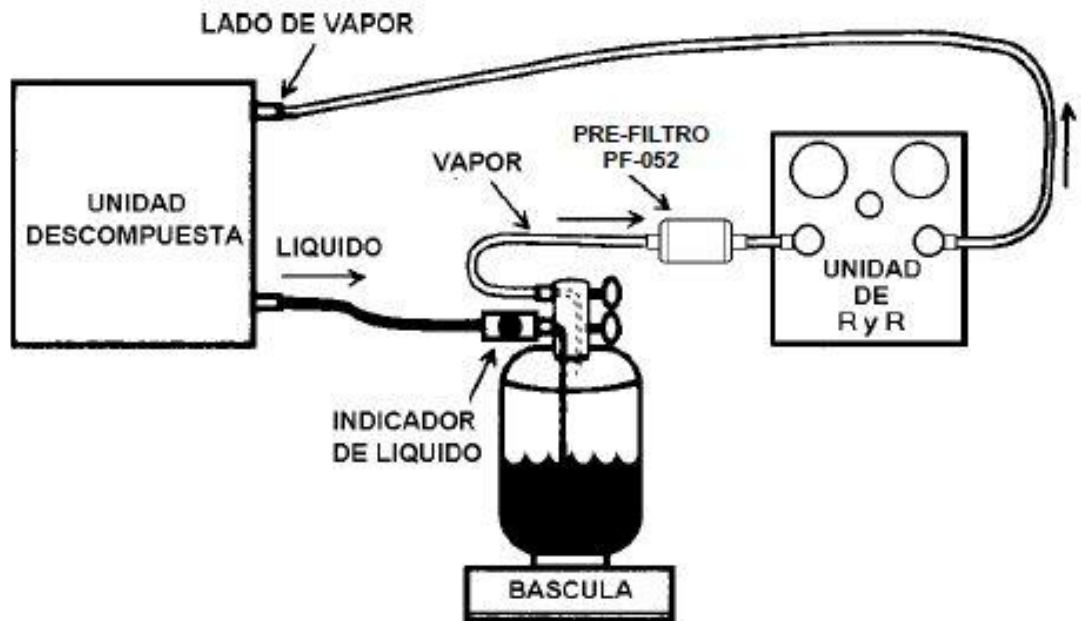 LADO DE VAPOR
PRE-FILTRO
PF-052
VAPOR
UNIDAD
DESCOMPUESTA
LIQUIDO
UNIDAD
DE
R y R
INDICADOR
DE LIQUIDO
BASCULA